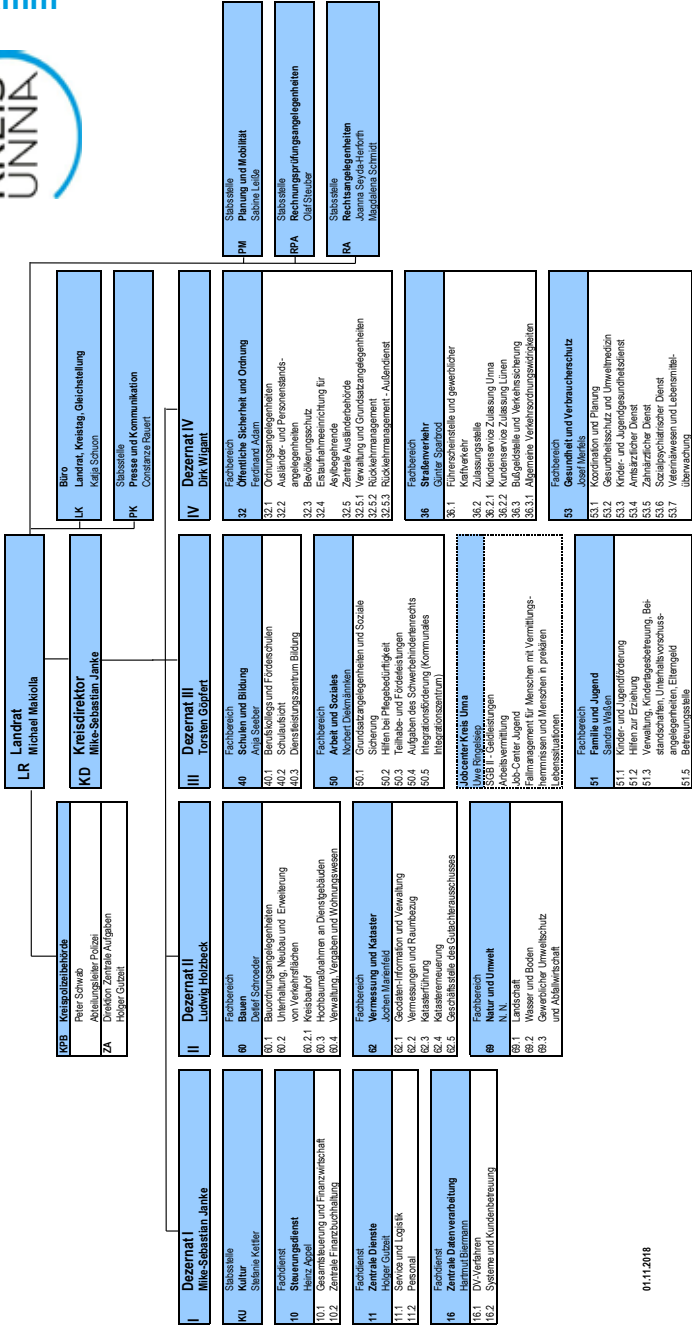 KREIS
UNNA
LR Landrat
Michael Makiolla
KD Kreisdirektor
Mike-Sebastian Janke
KPB Kreispolizeibehörde
Peter Schwab
Abteilungsleiter Polizei
ZA Direktion Zentrale Aufgaben
Holger Gutzeit
Büro
LK Landrat, Kreistag, Gleichstellung
Katja Schuon
Stabsstelle
PK Presse und Kommunikation
Constanze Rauert
Stabsstelle
PM Planung und Mobilität
Sabine Leiße
Stabsstelle
RPA Rechnungsprüfungsangelegenheiten
Olaf Steuber
Stabsstelle
RA Rechtsangelegenheiten
Joanna Seyda-Herforth
Magdalena Schmidt
I Dezernat I
Mike-Sebastian Janke
Stabsstelle
KU Kultur
Stefanie Kettler
Fachdienst
10 Steuerungsdienst
Heinz Appel
10.1 Gesamtsteuerung und Finanzwirtschaft
10.2 Zentrale Finanzbuchhaltung
Fachdienst
11 Zentrale Dienste
Holger Gutzeit
11.1 Service und Logistik
11.2 Personal
Fachdienst
16 Zentrale Datenverarbeitung
Hartmut Biermann
16.1 DV-Verfahren
16.2 Systeme und Kundenbetreuung
II Dezernat II
Ludwig Holzbeck
Fachbereich
60 Bauen
Detlef Schroeder
60.1 Bauordnungsangelegenheiten
60.2 Unterhaltung, Neubau und Erweiterung
von Verkehrsflächen
60.2.1 Kreisbauhof
60.3 Hochbaumaßnahmen an Dienstgebäuden
60.4 Verwaltung, Vergaben und Wohnungswesen
Fachbereich
62 Vermessung und Kataster
Jochen Marienfeld
62.1 Geodaten-Information und Verwaltung
62.2 Vermessungen und Raumbezug
62.3 Katasterführung
62.4 Katastererneuerung
62.5 Geschäftsstelle des Gutachterausschusses
Fachbereich
69 Natur und Umwelt
N. N.
69.1 Landschaft
69.2 Wasser und Boden
69.3 Gewerblicher Umweltschutz
und Abfallwirtschaft
III Dezernat III
Torsten Göpfert
Fachbereich
40 Schulen und Bildung
Anja Seeber
40.1 Berufskollegs und Förderschulen
40.2 Schulaufsicht
40.3 Dienstleistungszentrum Bildung
Fachbereich
50 Arbeit und Soziales
Norbert Diekmännken
50.1 Grundsatzangelegenheiten und Soziale
Sicherung
50.2 Hilfen bei Pflegebedürftigkeit
50.3 Teilhabe- und Förderleistungen
50.4 Aufgaben des Schwerbehindertenrechts
50.5 Integrationsförderung (Kommunales
Integrationszentrum)
Jobcenter Kreis Unna
Uwe Ringelsiep
SGB II - Geldleistungen
Arbeitsvermittlung
Job-Center Jugend
Fallmanagement für Menschen mit Vermittlungs-
hemmnissen und Menschen in prekären
Lebenssituationen
Fachbereich
51 Familie und Jugend
Sandra Waßen
51.1 Kinder- und Jugendförderung
51.2 Hilfen zur Erziehung
51.3 Verwaltung, Kindertagesbetreuung, Bei-
standschaften, Unterhaltsvorschuss-
angelegenheiten, Elterngeld
51.5 Betreuungsstelle
IV Dezernat IV
Dirk Wigant
Fachbereich
32 Öffentliche Sicherheit und Ordnung
Ferdinand Adam
32.1 Ordnungsangelegenheiten
32.2 Ausländer- und Personenstands-
angelegenheiten
32.3 Bevölkerungsschutz
32.4 Erstaufnahmeeinrichtung für
Asylbegehrende
32.5 Zentrale Ausländerbehörde
32.5.1 Verwaltung und Grundsatzangelegenheiten
32.5.2 Rückkehrmanagement
32.5.3 Rückkehrmanagement - Außendienst
Fachbereich
36 Straßenverkehr
Günter Sparbrod
36.1 Führerscheinstelle und gewerblicher
Kraftverkehr
36.2 Zulassungsstelle
36.2.1 Kundenservice Zulassung Unna
36.2.2 Kundenservice Zulassung Lünen
36.3 Bußgeldstelle und Verkehrssicherung
36.3.1 Allgemeine Verkehrsordnungswidrigkeiten
Fachbereich
53 Gesundheit und Verbraucherschutz
Josef Merfels
53.1 Koordination und Planung
53.2 Gesundheitsschutz und Umweltmedizin
53.3 Kinder- und Jugendgesundheitsdienst
53.4 Amtsärztlicher Dienst
53.5 Zahnärztlicher Dienst
53.6 Sozialpsychiatrischer Dienst
53.7 Veterinärwesen und Lebensmittel-
überwachung
01.11.2018